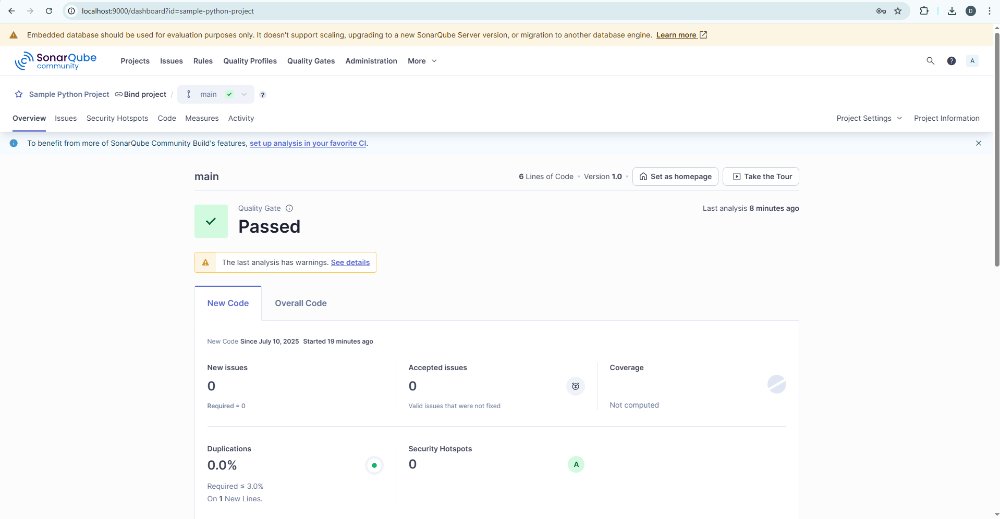 localhost:9000/dashboard?id=sample-python-project
D
Embedded database should be used for evaluation purposes only. It doesn't support scaling, upgrading to a new SonarQube Server version, or migration to another database engine. Learn more
SonarQube community
Projects Issues Rules Quality Profiles Quality Gates Administration More
? A
Sample Python Project Bind project / main ?
Overview Issues Security Hotspots Code Measures Activity Project Settings Project Information
To benefit from more of SonarQube Community Build's features, set up analysis in your favorite CI.
main 6 Lines of Code • Version 1.0 • Set as homepage Take the Tour
Quality Gate Last analysis 8 minutes ago
Passed
The last analysis has warnings. See details
New Code Overall Code
New Code Since July 10, 2025 Started 19 minutes ago
New issues Accepted issues Coverage
0 0
Required = 0 Valid issues that were not fixed Not computed
Duplications Security Hotspots
0.0% 0 A
Required ≤ 3.0%
On 1 New Lines.